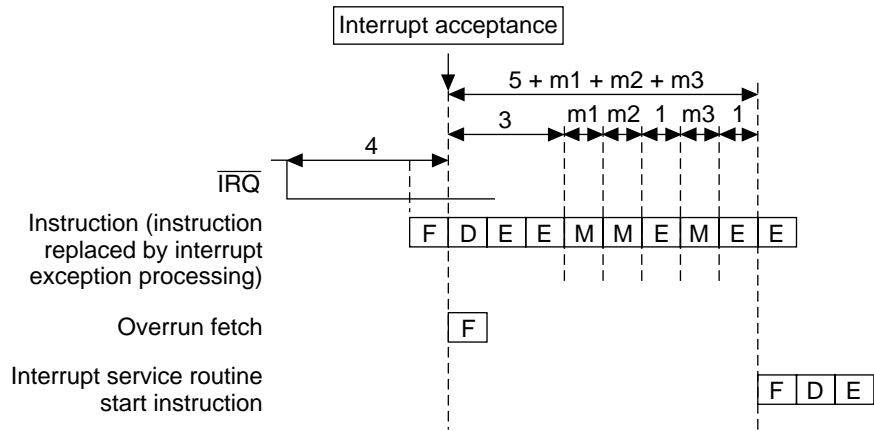 Interrupt acceptance
5 + m1 + m2 + m3
3 m1 m2 1 m3 1
4
IRQ
Instruction (instruction
replaced by interrupt
exception processing)
F D E E M M E M E E
Overrun fetch
F
Interrupt service routine
start instruction
F D E